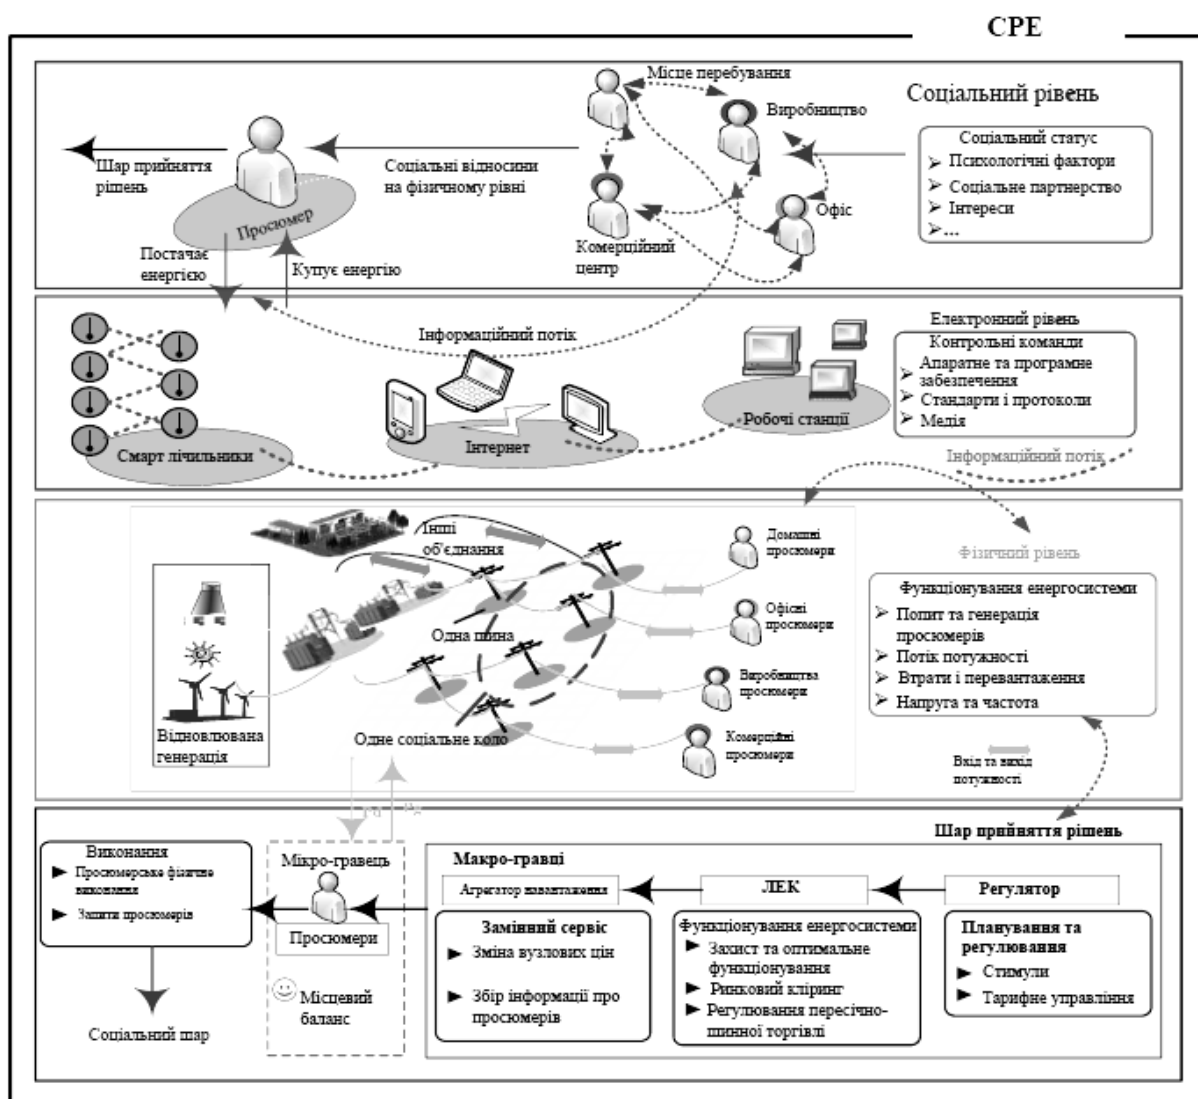 СРЕ
Соціальний рівень
Місце перебування
Виробництво
Соціальний статус
Психологічні фактори
Соціальне партнерство
Інтереси
...
Шар прийняття
рішень
Соціальні відносини
на фізичному рівні
Просюмер
Офіс
Комерційний
центр
Постачає
енергією
Купує енергію
Інформаційний потік
Електронний рівень
Контрольні команди
Апаратне та програмне
забезпечення
Стандарти і протоколи
Медія
Смарт лічильники
Інтернет
Робочі станції
Інформаційний потік
Інші
об'єднання
Домашні
просюмери
Фізичний рівень
Функціонування енергосистеми
Попит та генерація
просюмерів
Потік потужності
Втрати і перевантаження
Напруга та частота
Одна шина
Офісні
просюмери
Виробництва
просюмери
Відновлювана
генерація
Одне соціальне коло
Комерційні
просюмери
Вхід та вихід
потужності
Шар прийняття рішень
Виконання
Просюмерське фізичне
виконання
Запити просюмерів
Соціальний шар
Мікро-гравець
Просюмери
Місцевий
баланс
Макро-гравці
Агрегатор навантаження
ЛЕК
Регулятор
Замінний сервіс
Зміна вузлових цін
Збір інформації про
просюмерів
Функціонування енергосистеми
Захист та оптимальне
функціонування
Ринковий кліринг
Регулювання пересічно-
шинної торгівлі
Планування та
регулювання
Стимули
Тарифне управління